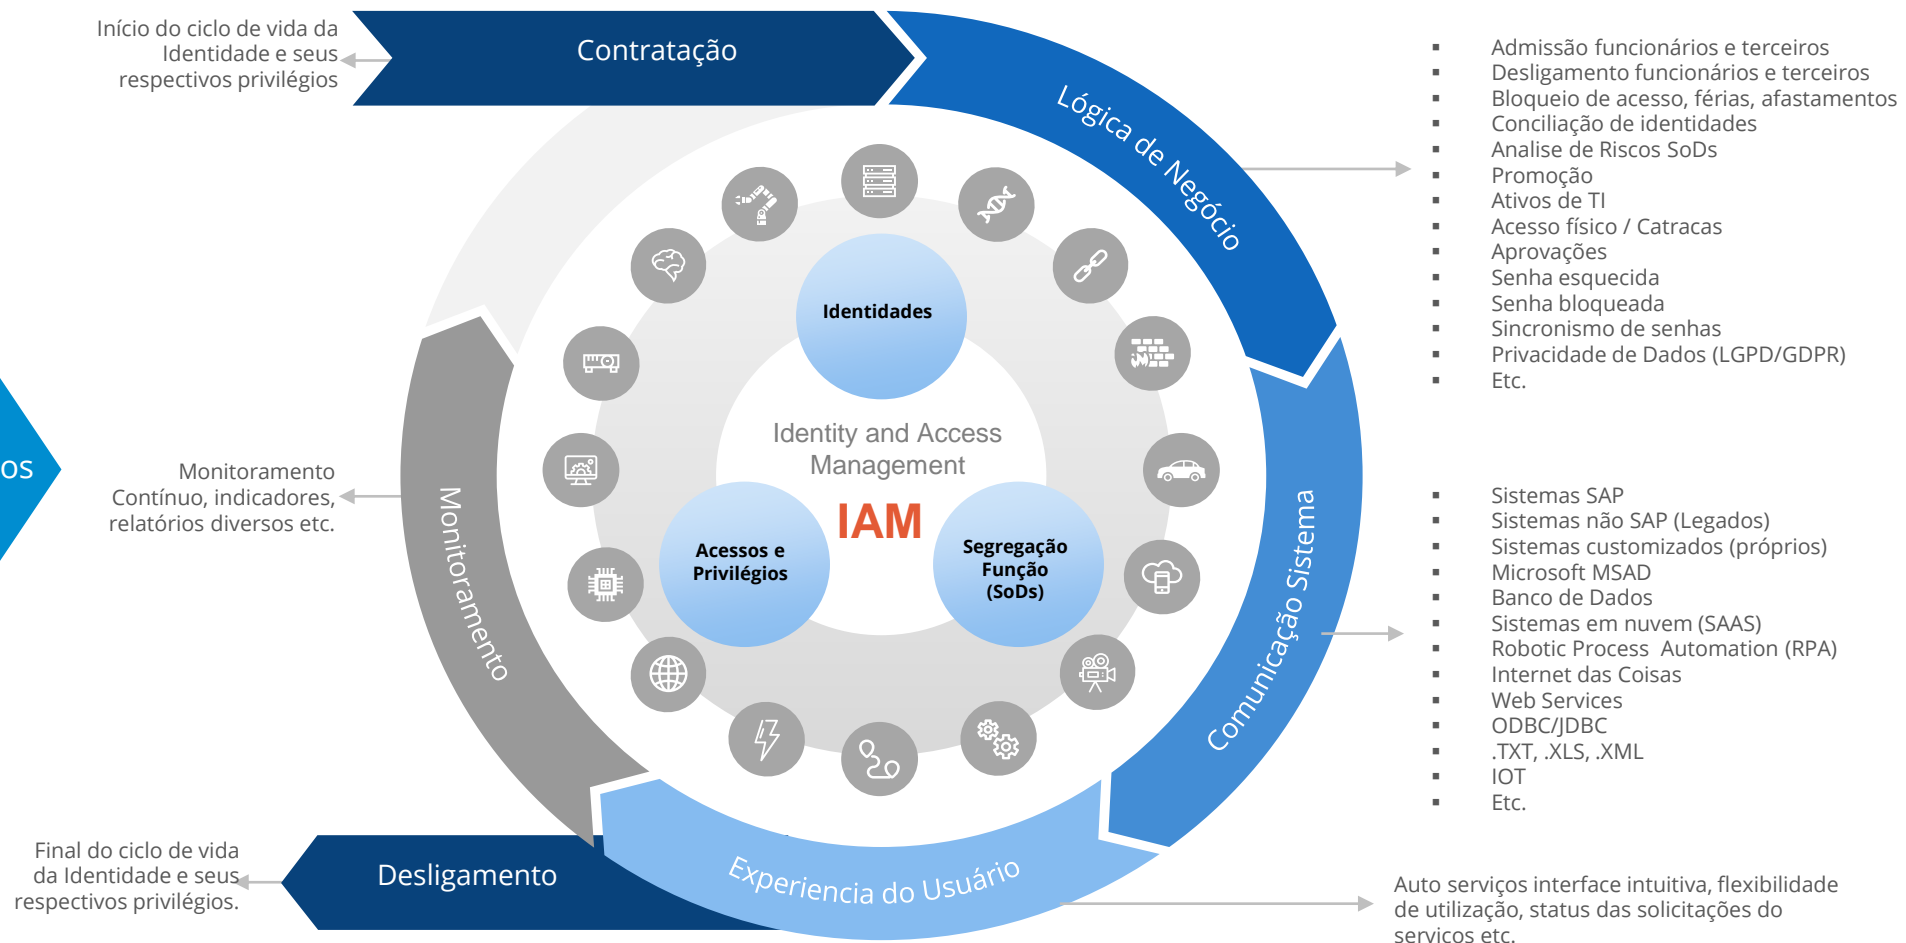 Início do ciclo de vida da
Identidade e seus
respectivos privilégios
Contratação
Lógica de Negócio
Admissão funcionários e terceiros
Desligamento funcionários e terceiros
Bloqueio de acesso, férias, afastamentos
Conciliação de identidades
Analise de Riscos SoDs
Promoção
Ativos de TI
Acesso físico / Catracas
Aprovações
Senha esquecida
Senha bloqueada
Sincronismo de senhas
Privacidade de Dados (LGPD/GDPR)
Etc.
Identidades
Identity and Access
Management
IAM
Acessos e
Privilégios
Segregação
Função
(SoDs)
os
Monitoramento
Contínuo, indicadores,
relatórios diversos etc.
Monitoramento
Comunicação Sistema
Sistemas SAP
Sistemas não SAP (Legados)
Sistemas customizados (próprios)
Microsoft MSAD
Banco de Dados
Sistemas em nuvem (SAAS)
Robotic Process  Automation (RPA)
Internet das Coisas
Web Services
ODBC/JDBC
.TXT, .XLS, .XML
IOT
Etc.
Final do ciclo de vida
da Identidade e seus
respectivos privilégios.
Desligamento
Experiencia do Usuário
Auto serviços interface intuitiva, flexibilidade
de utilização, status das solicitações do
serviços etc.